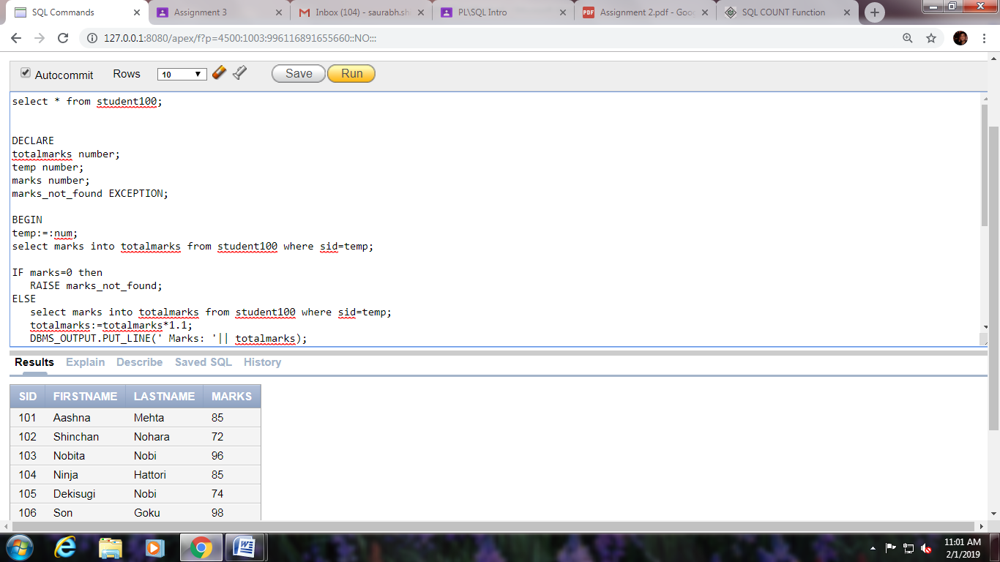 SQL Commands
Assignment 3
Inbox (104) - saurabh.sh
PL\SQL Intro
PDF Assignment 2.pdf - Goo
SQL COUNT Function
127.0.0.1:8080/apex/f?p=4500:1003:996116891655660::NO:::
Autocommit Rows 10 Save Run
select * from student100;
DECLARE
totalmarks number;
temp number;
marks number;
marks_not_found EXCEPTION;
BEGIN
temp:=:num;
select marks into totalmarks from student100 where sid=temp;
IF marks=0 then
RAISE marks_not_found;
ELSE
select marks into totalmarks from student100 where sid=temp;
totalmarks:=totalmarks*1.1;
DBMS_OUTPUT.PUT_LINE(' Marks: '|| totalmarks);
Results Explain Describe Saved SQL History
SID FIRSTNAME LASTNAME MARKS
101 Aashna Mehta 85
102 Shinchan Nohara 72
103 Nobita Nobi 96
104 Ninja Hattori 85
105 Dekisugi Nobi 74
106 Son Goku 98
11:01 AM
2/1/2019